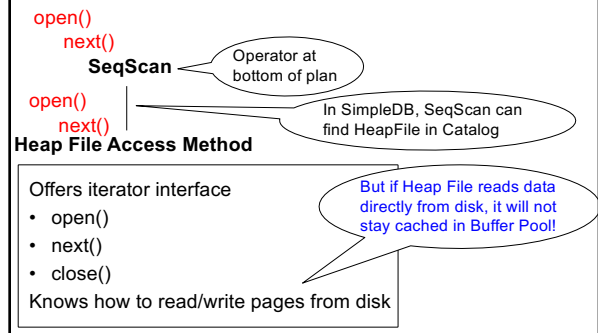 open()
next()
SeqScan
Operator at
bottom of plan
open()
next()
In SimpleDB, SeqScan can
find HeapFile in Catalog
Heap File Access Method
Offers iterator interface
• open()
• next()
• close()
Knows how to read/write pages from disk
But if Heap File reads data
directly from disk, it will not
stay cached in Buffer Pool!